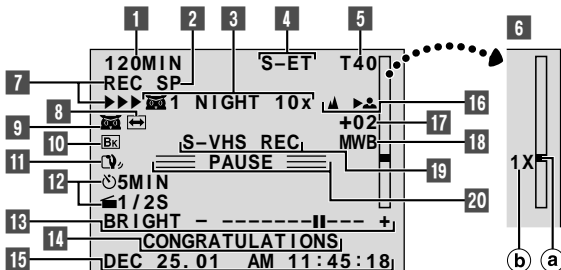 1 2 3 4 5 6
120MIN S-ET T40
REC SP
7
1 NIGHT 10x
8
16
9
+02 17
10 BK
S-VHS REC MWB 18
11
PAUSE
19
1X
12 5MIN
20
1/2S
13 BRIGHT - --------- --- +
14 CONGRATULATIONS
b a
15 DEC 25.01 AM 11:45:18